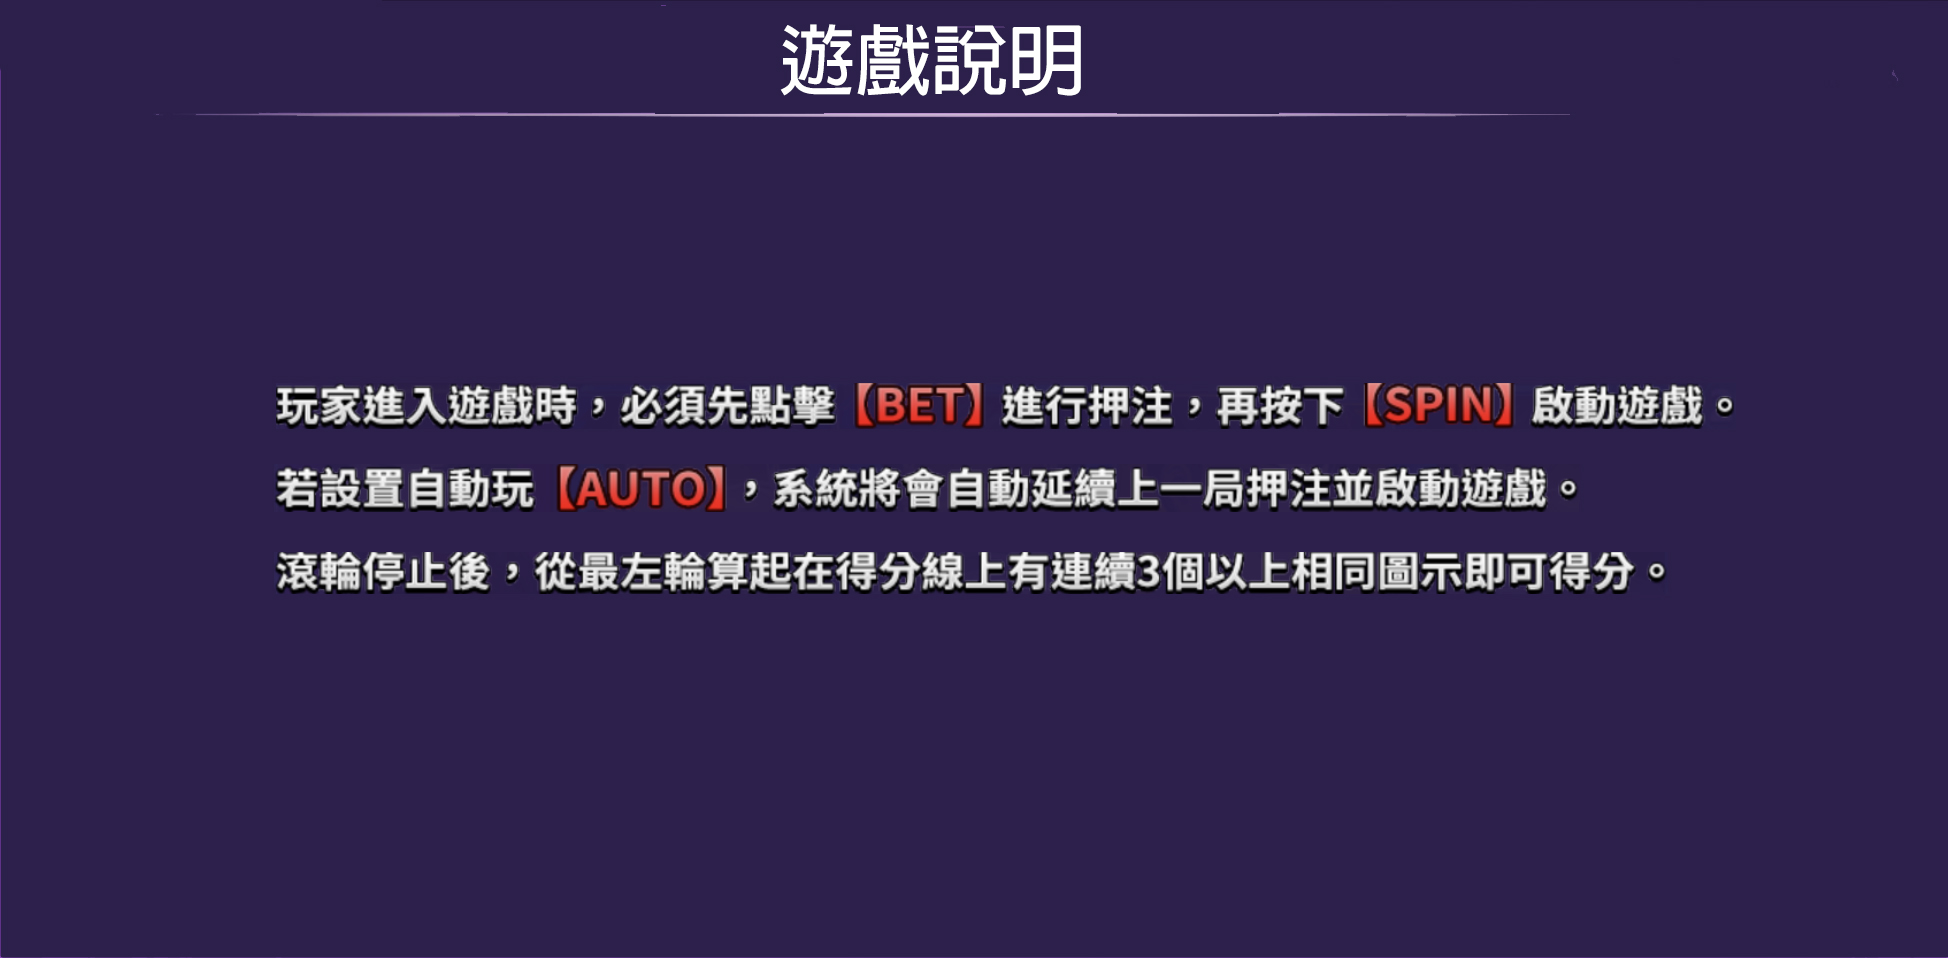 遊戲說明
玩家進入遊戲時，必須先點擊【BET】進行押注，再按下【SPIN】啟動遊戲。
若設置自動玩【AUTO】，系統將會自動延續上一局押注並啟動遊戲。
滾輪停止後，從最左輪算起在得分線上有連續3個以上相同圖示即可得分。